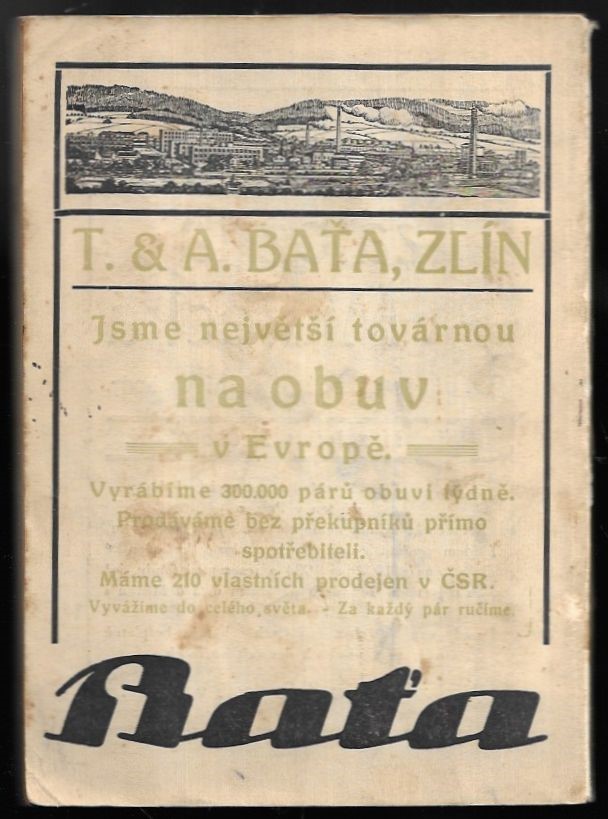 T. & A. BAŤA, ZLÍN
Jsme největší továrnou
na obuv
v Evropě.
Vyrábíme 300.000 párů obuvi týdně.
Prodáváme bez překupníků přímo
spotřebiteli.
Máme 210 vlastních prodejen v ČSR.
Vyvážíme do celého světa. - Za každý pár ručíme.
Baťa